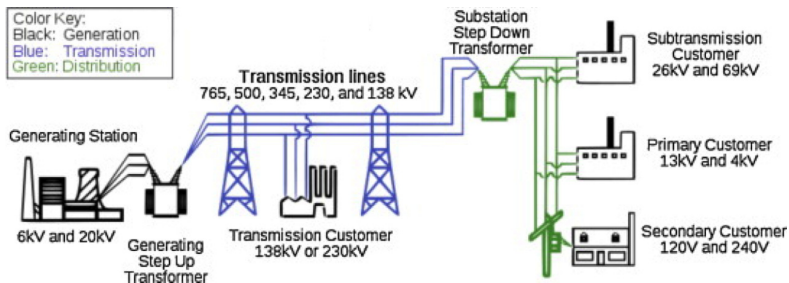 Color Key:
Black: Generation
Blue: Transmission
Green: Distribution
Substation
Step Down
Transformer
Subtransmission
Customer
26kV and 69kV
Transmission lines
765, 500, 345, 230, and 138 kV
Generating Station
Primary Customer
13kV and 4kV
6kV and 20kV
Generating
Step Up
Transformer
Transmission Customer
138kV or 230kV
Secondary Customer
120V and 240V